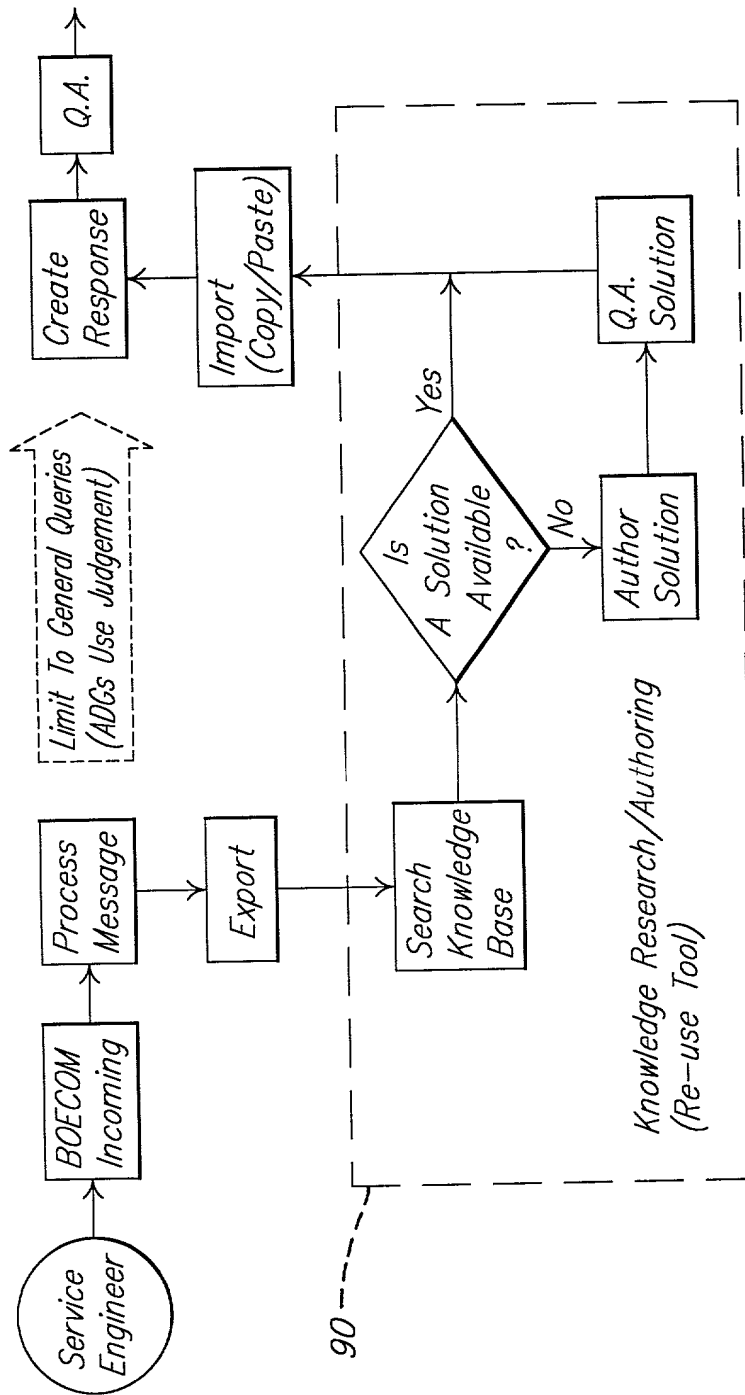 Service
Engineer
BOECOM
Incoming
Process
Message
Export
Limit To General Queries
(ADGs Use Judgement)
Create
Response
Q.A.
Import
(Copy/Paste)
90
Search
Knowledge
Base
Is
A Solution
Available
?
Yes
No
Author
Solution
Q.A.
Solution
Knowledge Research/Authoring
(Re-use Tool)